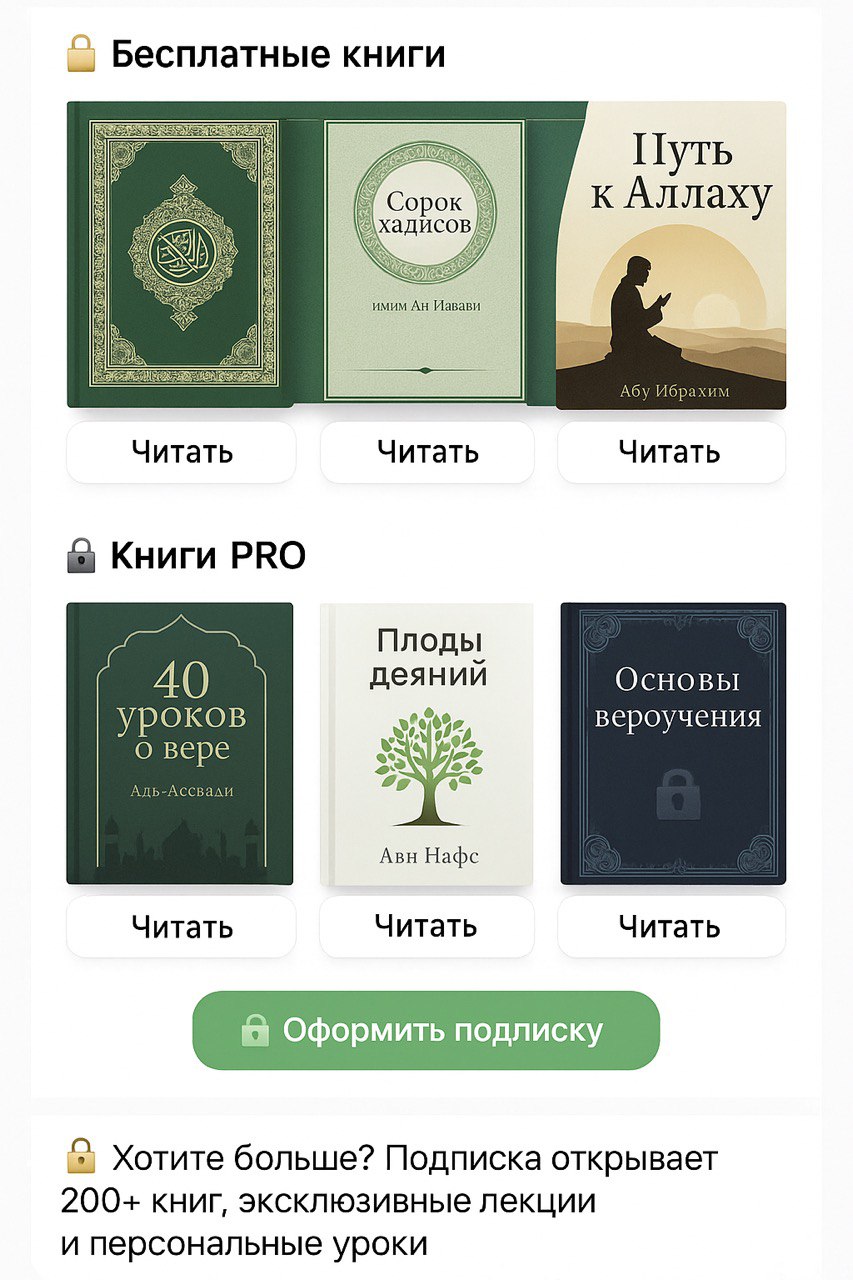 Бесплатные книги
Сорок
хадисов
имим Ан Иавави
Путь
к Аллаху
Абу Ибрахим
Читать
Читать
Читать
Книги PRO
40
уроков
о вере
Адь-Ассвади
Плоды
деяний
Авн Нафс
Основы
вероучения
Читать
Читать
Читать
Оформить подлиску
Хотите больше? Подписка открывает
200+ книг, эксклюзивные лекции
и персональные уроки